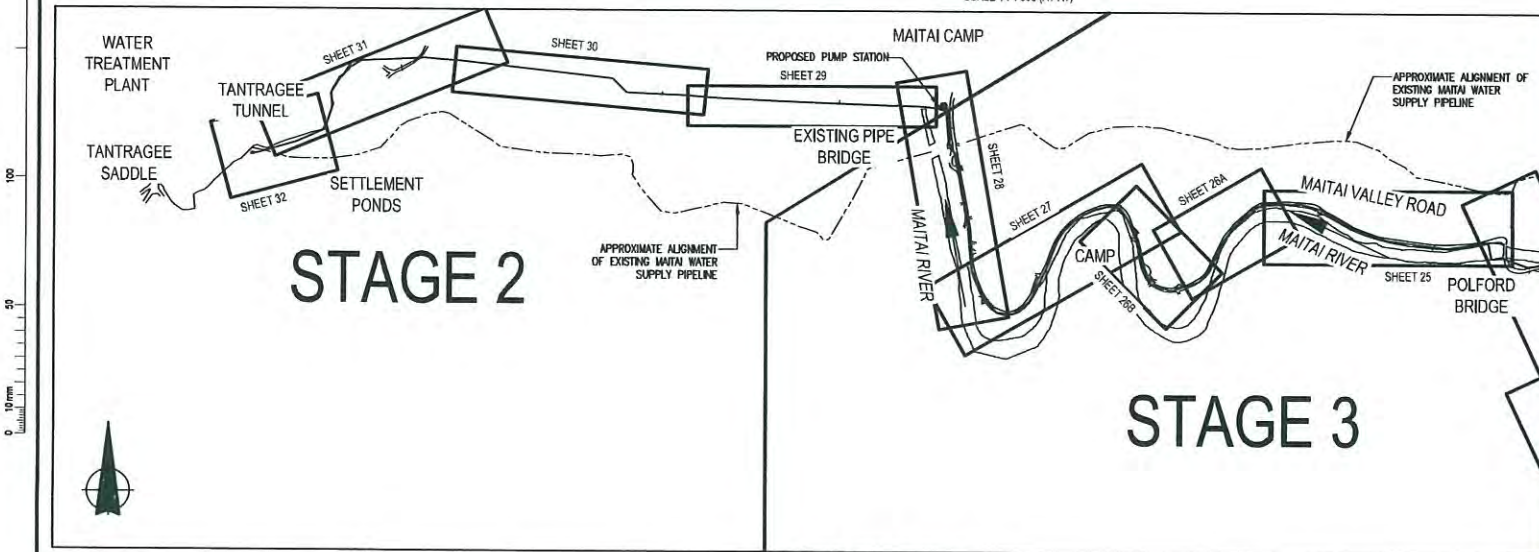 WATER
TREATMENT
PLANT
SHEET 31
SHEET 30
MAITAI CAMP
PROPOSED PUMP STATION
SHEET 29
TANTRAGEE
TUNNEL
APPROXIMATE ALIGNMENT OF
EXISTING MAITAI WATER
SUPPLY PIPELINE
EXISTING PIPE
BRIDGE
TANTRAGEE
SADDLE
SHEET 32
SETTLEMENT
PONDS
SHEET 28
SHEET 27
SHEET 26A
MAITAI VALLEY ROAD
MAITAI RIVER
APPROXIMATE ALIGNMENT
OF EXISTING MAITAI WATER
SUPPLY PIPELINE
CAMP
SHEET 26B
MAITAI RIVER
SHEET 25
POLFORD
BRIDGE
STAGE 2
STAGE 3
100
50
10mm
0